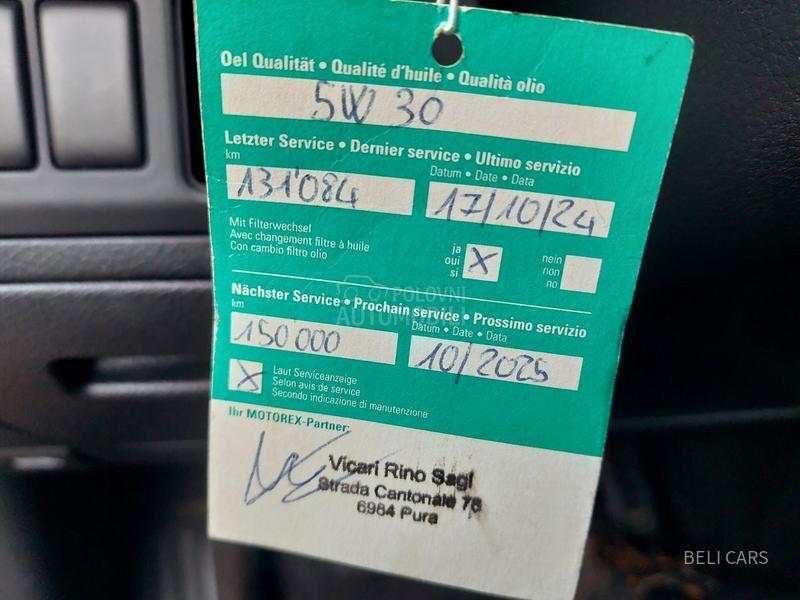 Oel Qualität • Qualité d'huile • Qualità olio
5W 30
Letzter Service • Dernier service • Ultimo servizio
km
Datum • Date • Data
131'084
17/10/24
Mit Filterwechsel
Avec changement filtre à huile
Con cambio filtro olio
ja
oui
si
X
nein
non
no
POLOVNI
AUTOMOBILI
Nächster Service • Prochain service • Prossimo servizio
km
Datum • Date • Data
150 000
10/2025
X
Laut Serviceanzeige
Selon avis de service
Secondo indicazione di manutenzione
Ihr MOTOREX-Partner:
Vicari Rino Sagl
Strada Cantonale 76
6984 Pura
BELI CARS